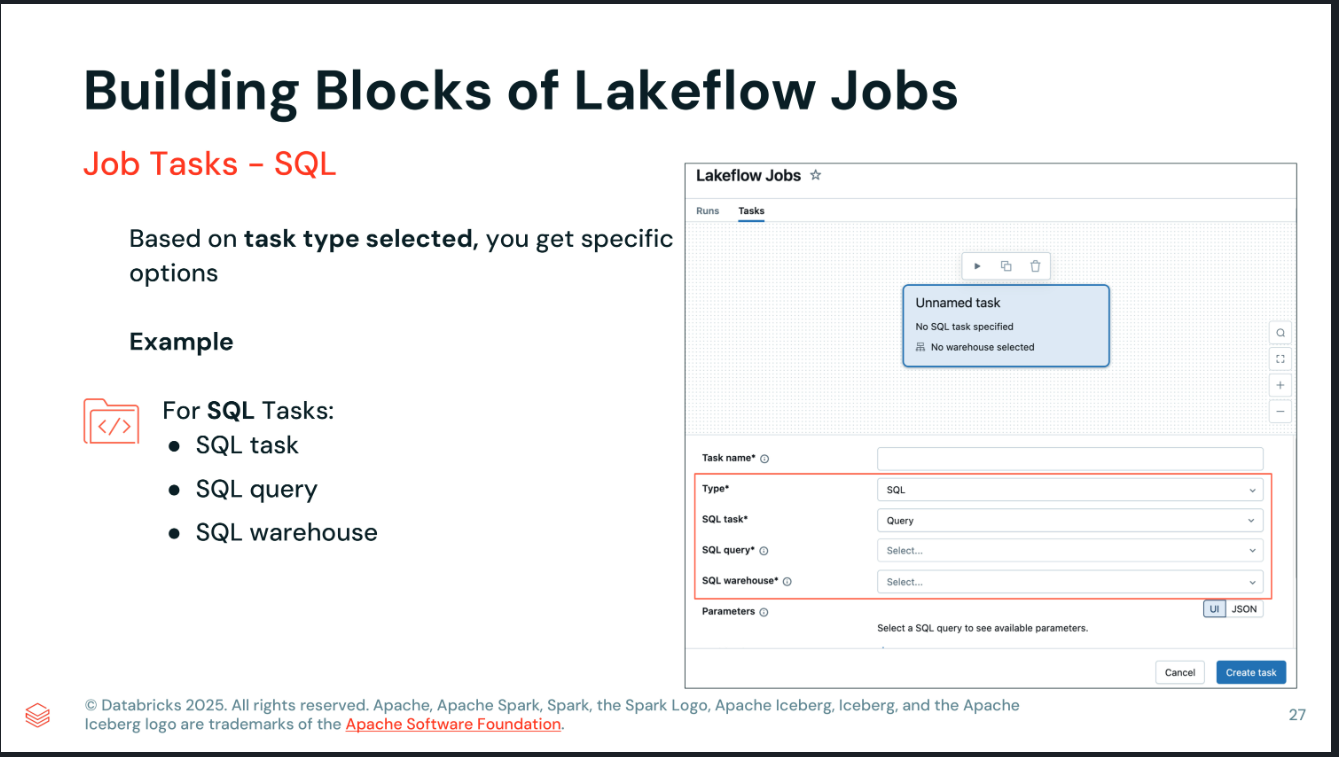 Building Blocks of Lakeflow Jobs
Job Tasks - SQL
Based on task type selected, you get specific
options
Example
</>
For SQL Tasks:
● SQL task
● SQL query
● SQL warehouse
Lakeflow Jobs ☆
Runs Tasks
Unnamed task
No SQL task specified
No warehouse selected
Task name*
Type* SQL
SQL task* Query
SQL query* Select...
SQL warehouse* Select...
Parameters UI JSON
Select a SQL query to see available parameters.
Cancel Create task
© Databricks 2025. All rights reserved. Apache, Apache Spark, Spark, the Spark Logo, Apache Iceberg, Iceberg, and the Apache
Iceberg logo are trademarks of the Apache Software Foundation.
27